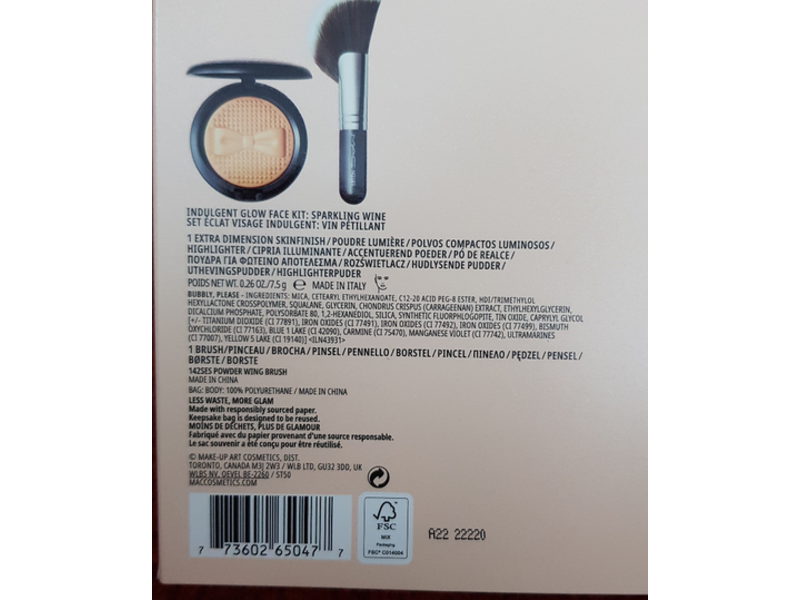 INDULGENT GLOW FACE KIT: SPARKLING WINE
SET ÉCLAT VISAGE INDULGENT: VIN PÉTILLANT
1 EXTRA DIMENSION SKINFINISH / POUDRE LUMIÈRE / POLVOS COMPACTOS LUMINOSOS /
HIGHLIGHTER / CIPRIA ILLUMINANTE / ACCENTUEREND POEDER / PÓ DE REALCE /
ΠΟΥΔΡΑ ΓΙΑ ΦΩΤΕΙΝΟ ΑΠΟΤΕΛΕΣΜΑ / ROZŚWIETLACZ / HUDLYSENDE PUDDER /
UTHEVINGSPUDDER / HIGHLIGHTERPUDER
POIDS NET WT. 0.26 OZ./7.5 g ℮ MADE IN ITALY
BUBBLY, PLEASE - INGREDIENTS: MICA, CETEARYL ETHYLHEXANOATE, C12-20 ACID PEG-8 ESTER, HDI/TRIMETHYLOL
HEXYLLACTONE CROSSPOLYMER, SQUALANE, GLYCERIN, CHONDRUS CRISPUS (CARRAGEENAN) EXTRACT, ETHYLHEXYLGLYCERIN,
DICALCIUM PHOSPHATE, POLYSORBATE 80, 1,2-HEXANEDIOL, SILICA, SYNTHETIC FLUORPHLOGOPITE, TIN OXIDE, CAPRYLYL GLYCOL
[+/- TITANIUM DIOXIDE (CI 77891), IRON OXIDES (CI 77491), IRON OXIDES (CI 77492), IRON OXIDES (CI 77499), BISMUTH
OXYCHLORIDE (CI 77163), BLUE 1 LAKE (CI 42090), CARMINE (CI 75470), MANGANESE VIOLET (CI 77742), ULTRAMARINES
(CI 77007), YELLOW 5 LAKE (CI 19140)] <ILN43931>
1 BRUSH/PINCEAU / BROCHA / PINSEL / PENNELLO / BORSTEL / PINCEL / ΠΙΝΕΛΟ / PĘDZEL / PENSEL /
BØRSTE / BORSTE
142SES POWDER WING BRUSH
MADE IN CHINA
BAG: BODY: 100% POLYURETHANE / MADE IN CHINA
LESS WASTE, MORE GLAM
Made with responsibly sourced paper.
Keepsake bag is designed to be reused.
MOINS DE DÉCHETS, PLUS DE GLAMOUR
Fabriqué avec du papier provenant d'une source responsable.
Le sac souvenir a été conçu pour être réutilisé.
© MAKE-UP ART COSMETICS, DIST.
TORONTO, CANADA M3J 2W3 / WLB LTD, GU32 3DD, UK
WLBS NV. OEVEL BE-2260 / ST50
MACCOSMETICS.COM
7 73602 65047 7
FSC
MIX
Packaging
FSC® C014004
A22 22220